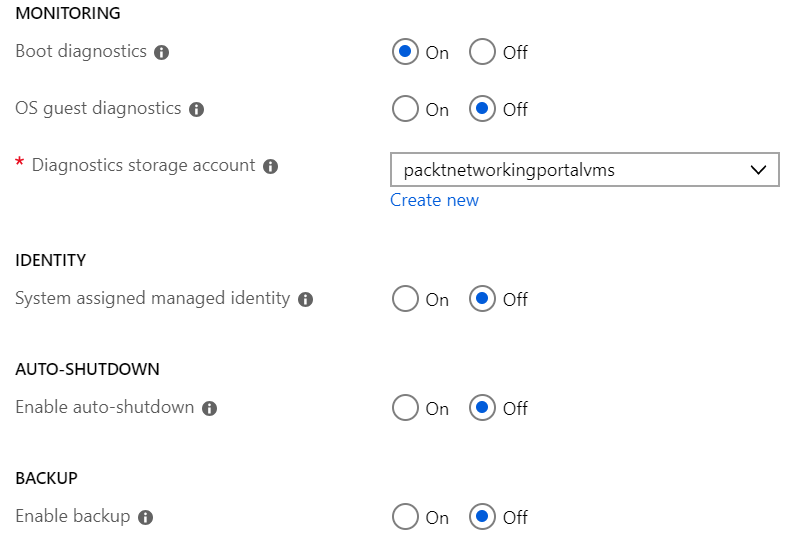 MONITORING
Boot diagnostics On Off
OS guest diagnostics On Off
* Diagnostics storage account packtnetworkingportalvms
Create new
IDENTITY
System assigned managed identity On Off
AUTO-SHUTDOWN
Enable auto-shutdown On Off
BACKUP
Enable backup On Off